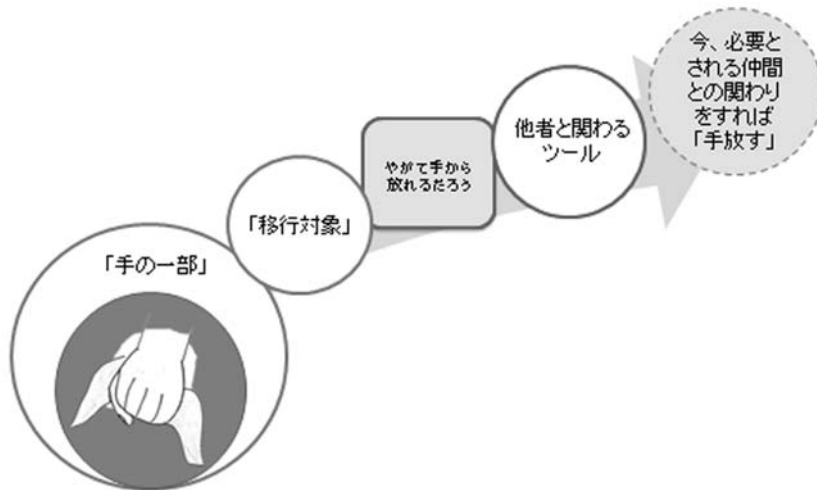 「手の一部」
「移行対象」
やがて手から
放れるだろう
他者と関わる
ツール
今、必要と
される仲間
との関わり
をすれば
「手放す」